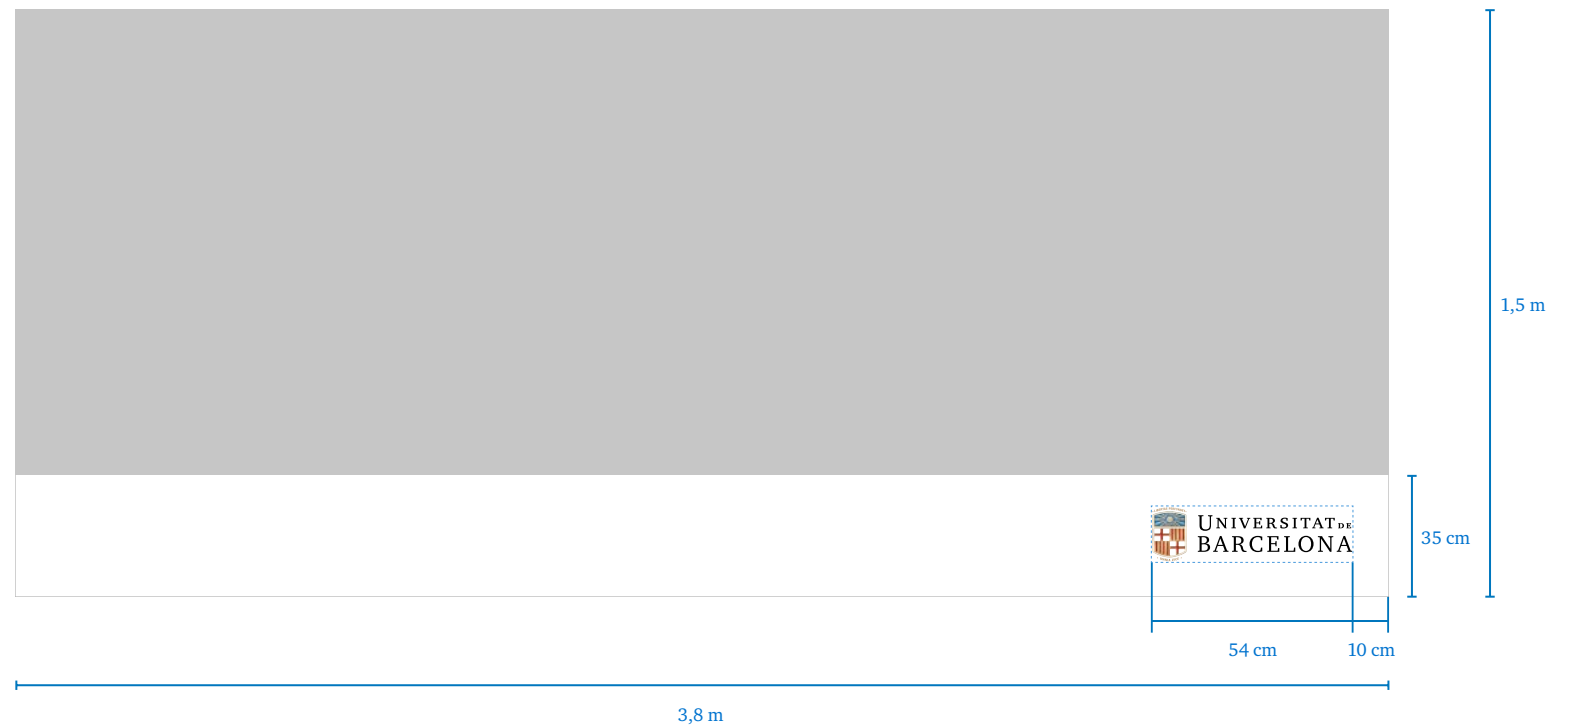 1,5 m
UNIVERSITAT DE
BARCELONA
35 cm
54 cm
10 cm
3,8 m